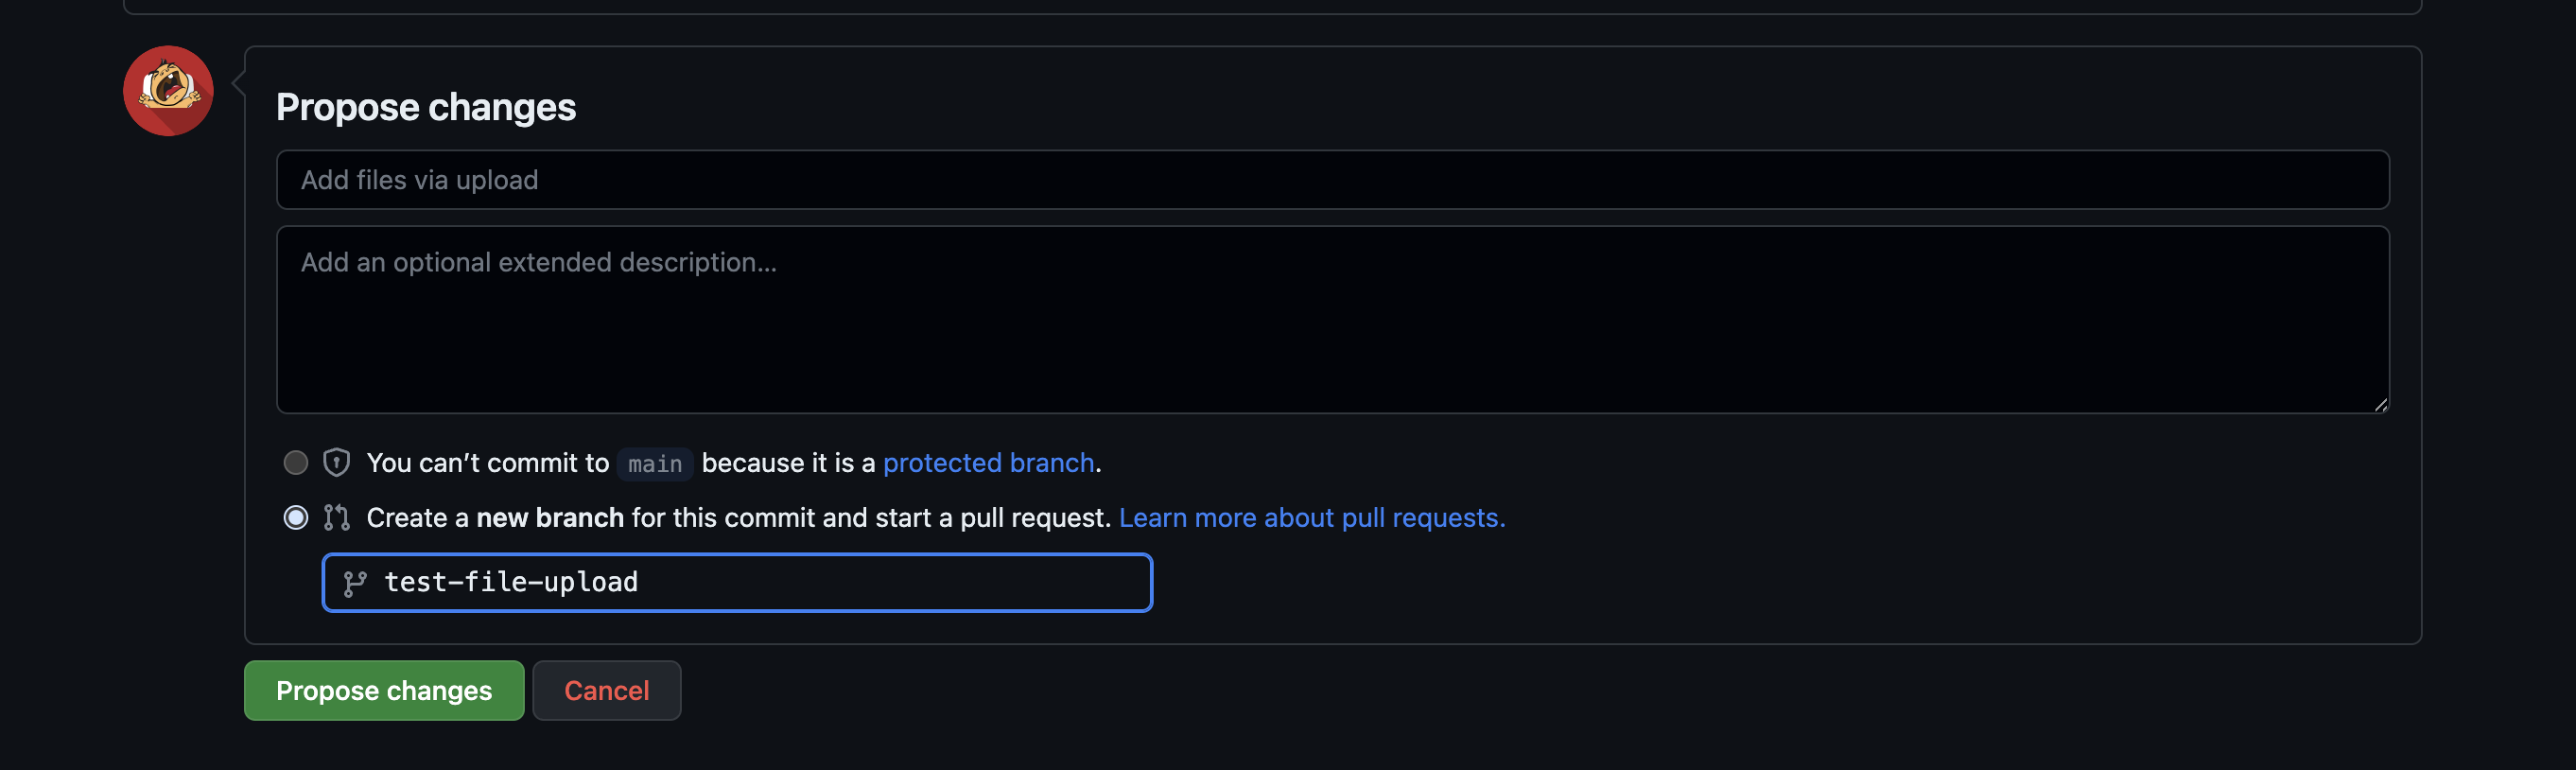 Propose changes
Add files via upload
Add an optional extended description...
You can’t commit to main because it is a protected branch.
Create a new branch for this commit and start a pull request. Learn more about pull requests.
test-file-upload
Propose changes Cancel